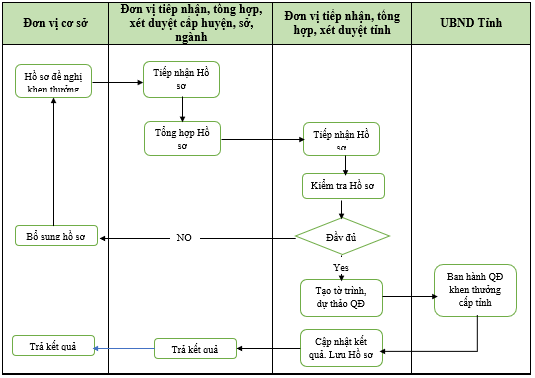 Đơn vị cơ sở
Đơn vị tiếp nhận, tổng hợp,
xét duyệt cấp huyện, sở,
ngành
Đơn vị tiếp nhận, tổng
hợp, xét duyệt tỉnh
UBND Tỉnh
Hồ sơ đề nghị
khen thưởng
Tiếp nhận Hồ
sơ
Tổng hợp Hồ
sơ
Tiếp nhận Hồ
sơ
Kiểm tra Hồ sơ
Đầy đủ
NO
Bổ sung hồ sơ
Yes
Tạo tờ trình,
dự thảo QĐ
Ban hành QĐ
khen thưởng
cấp tỉnh
Cập nhật kết
quả. Lưu Hồ sơ
Trả kết quả
Trả kết quả